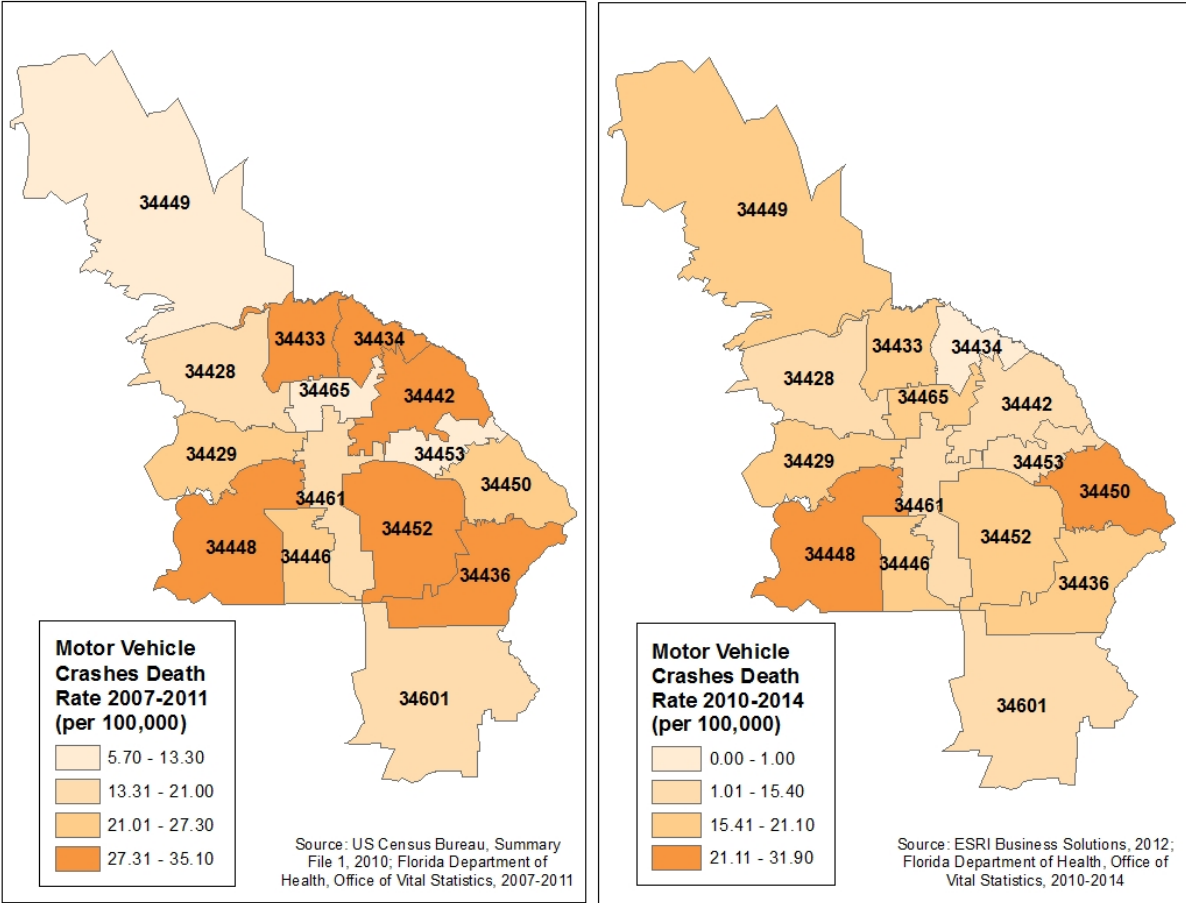 34449
34433
34434
34428
34465
34442
34429
34453
34450
34461
34448
34446
34452
34436
34601
Motor Vehicle
Crashes Death
Rate 2007-2011
(per 100,000)
5.70 - 13.30
13.31 - 21.00
21.01 - 27.30
27.31 - 35.10
Source: US Census Bureau, Summary
File 1, 2010; Florida Department of
Health, Office of Vital Statistics, 2007-2011
34449
34433
34434
34428
34465
34442
34429
34453
34450
34461
34448
34446
34452
34436
34601
Motor Vehicle
Crashes Death
Rate 2010-2014
(per 100,000)
0.00 - 1.00
1.01 - 15.40
15.41 - 21.10
21.11 - 31.90
Source: ESRI Business Solutions, 2012;
Florida Department of Health, Office of
Vital Statistics, 2010-2014